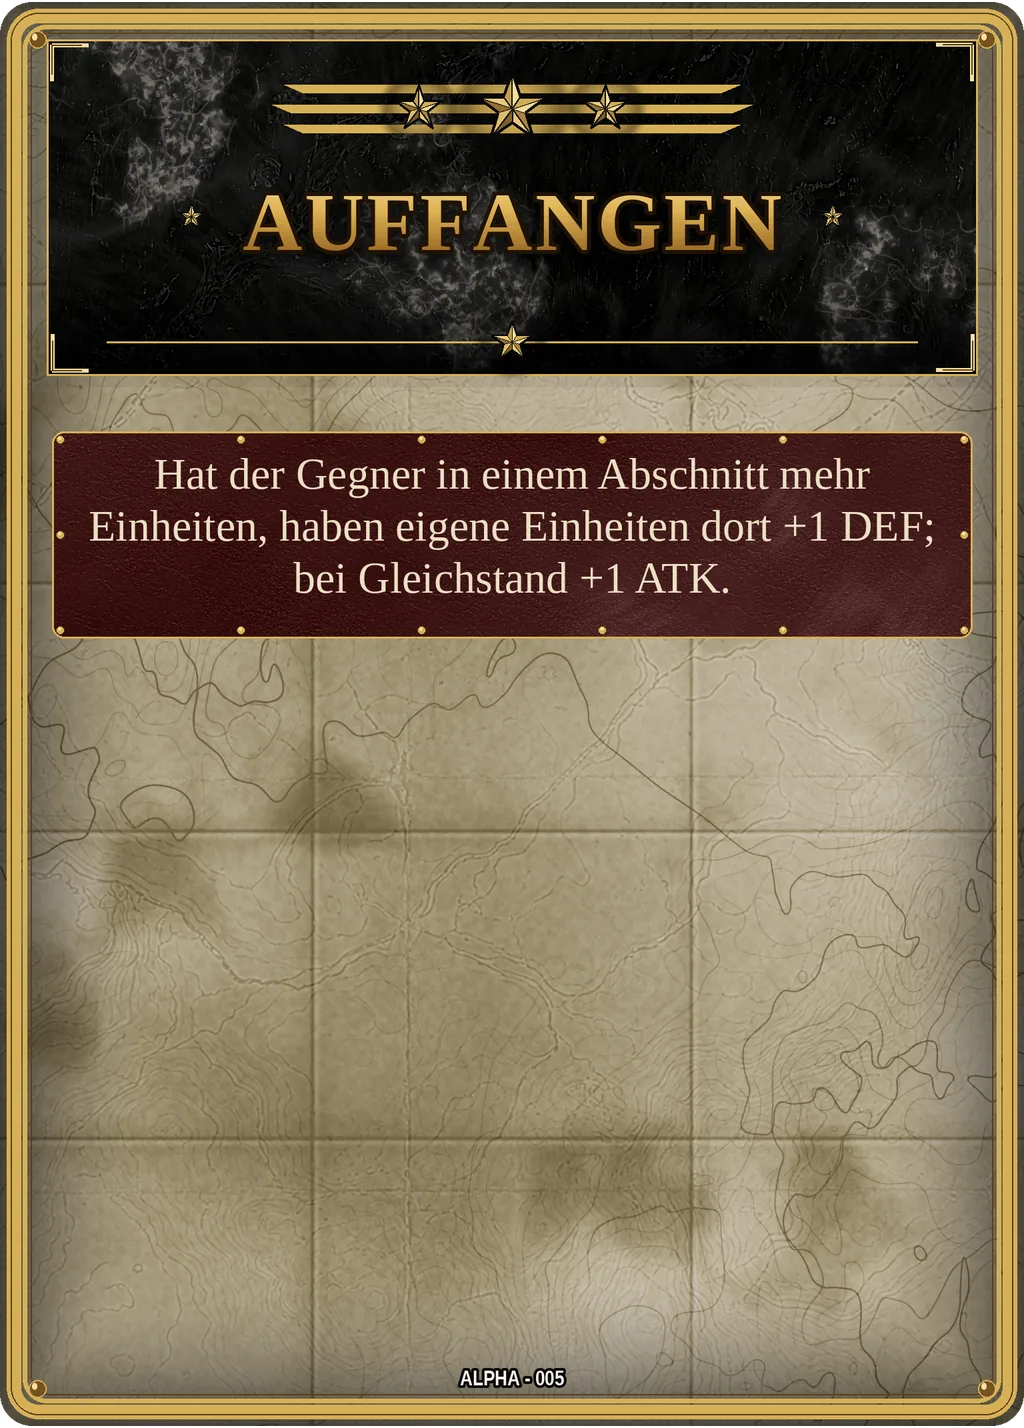 AUFFANGEN
Hat der Gegner in einem Abschnitt mehr
Einheiten, haben eigene Einheiten dort +1 DEF;
bei Gleichstand +1 ATK.
ALPHA - 005